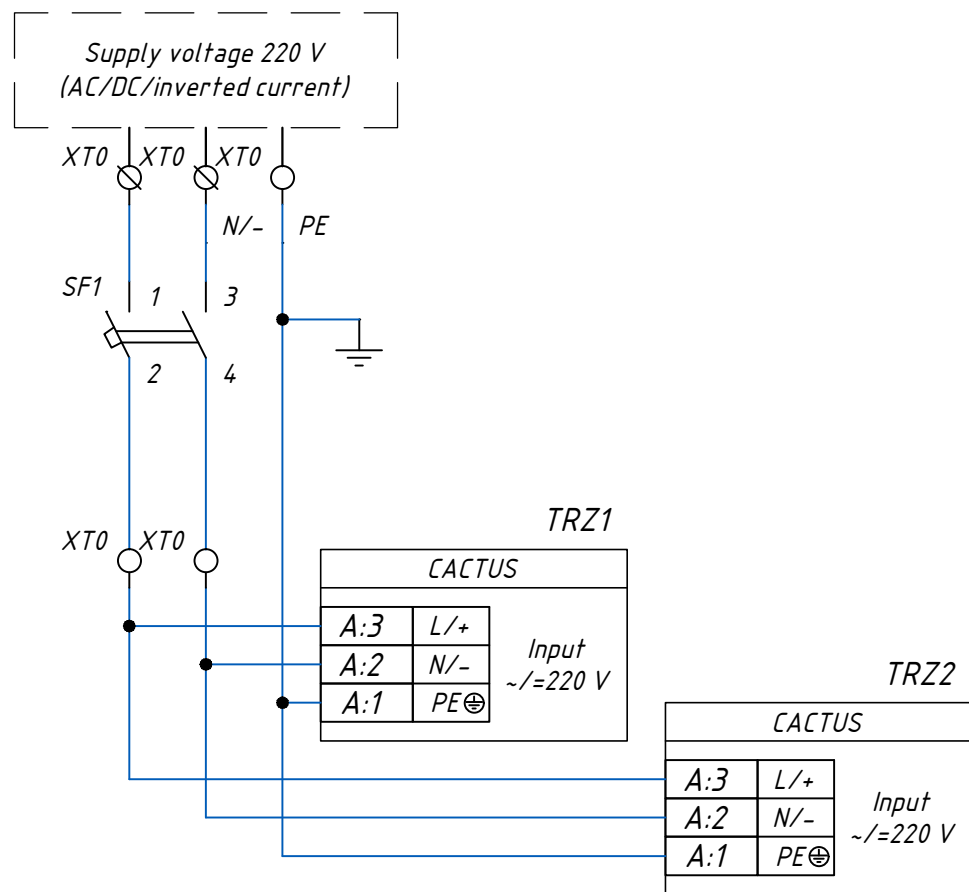 Supply voltage 220 V
(AC/DC/inverted current)
XT0 XT0 XT0
N/- PE
SF1 1 3
2 4
XT0 XT0
TRZ1
CACTUS
A:3 L/+
A:2 N/-
A:1 PE
Input
~/=220 V
TRZ2
CACTUS
A:3 L/+
A:2 N/-
A:1 PE
Input
~/=220 V